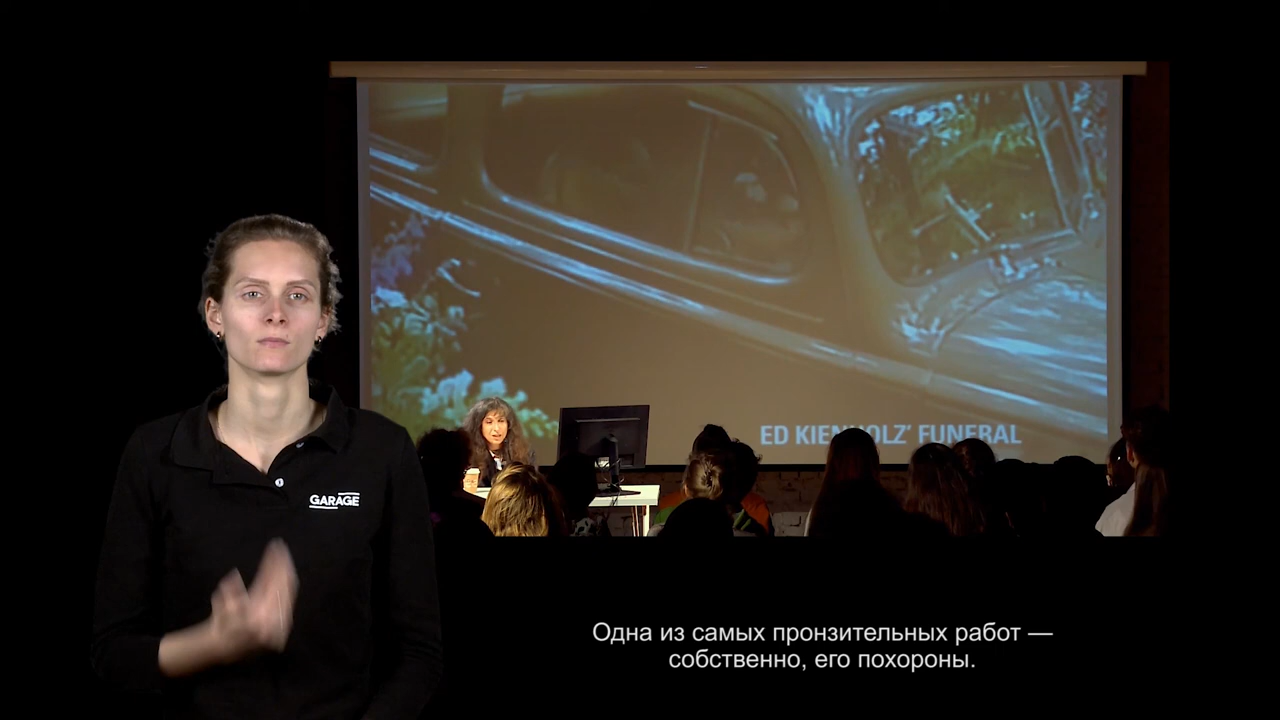 ED KIENHOLZ' FUNERAL
GARAGE
Одна из самых пронзительных работ —
собственно, его похороны.